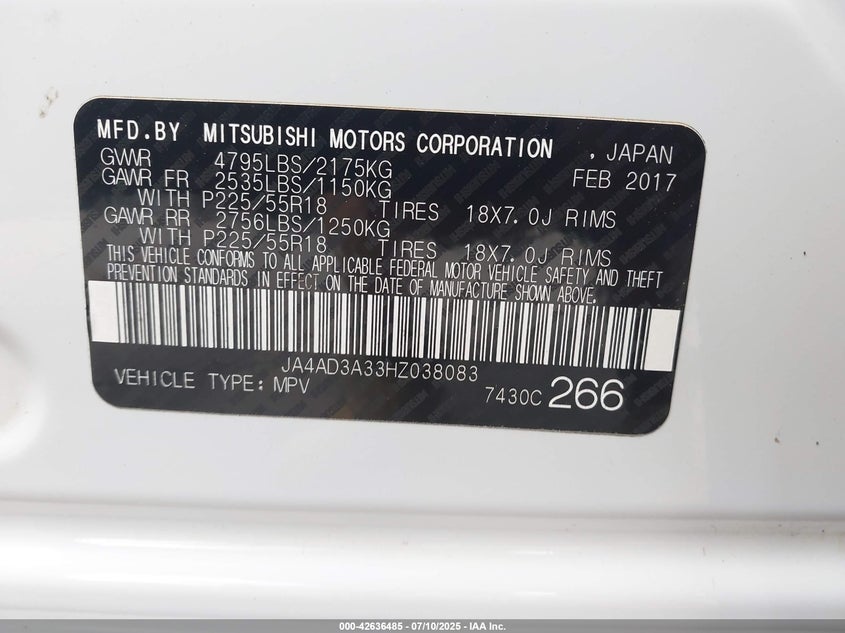 MFD.BY MITSUBISHI MOTORS CORPORATION , JAPAN
GVWR 4795LBS/2175KG FEB 2017
GAWR FR 2535LBS/1150KG
WITH P225/55R18 TIRES 18X7.0J RIMS
GAWR RR 2756LBS/1250KG
WITH P225/55R18 TIRES 18X7.0J RIMS
THIS VEHICLE CONFORMS TO ALL APPLICABLE FEDERAL MOTOR VEHICLE SAFETY AND THEFT
PREVENTION STANDARDS IN EFFECT ON THE DATE OF MANUFACTURE SHOWN ABOVE.
JA4AD3A33HZ038083
VEHICLE TYPE: MPV 7430C 266
000-42636485 - 07/10/2025 - IAA Inc.